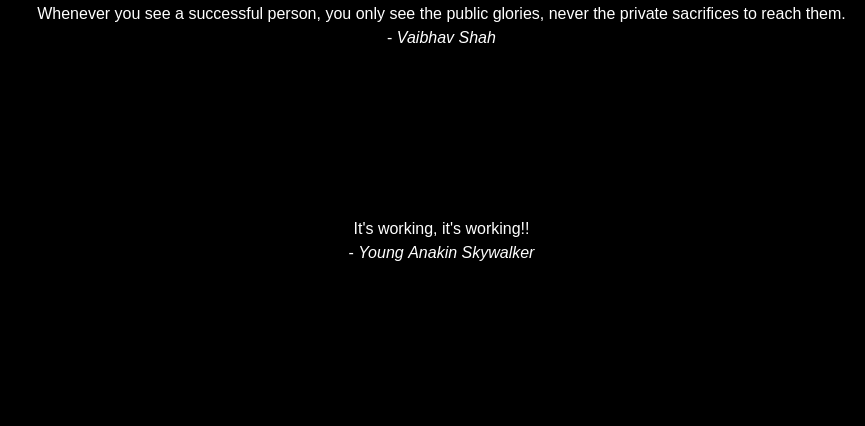 Whenever you see a successful person, you only see the public glories, never the private sacrifices to reach them.
- Vaibhav Shah
It's working, it's working!!
- Young Anakin Skywalker